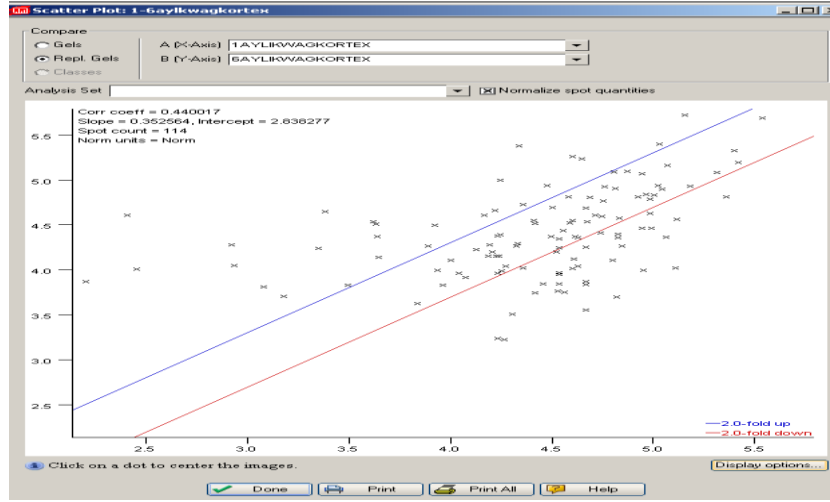 Scatter Plot: 1-6aylkwagkortex
Compare
Gels
A (X-Axis) 1AYLIKWAGKORTEX
Repl. Gels
B (Y-Axis) 6AYLIKWAGKORTEX
Classes
Analysis Set
Normalize spot quantities
Corr coeff = 0.440017
Slope = 0.352564, Intercept = 2.838277
Spot count = 114
Norm units = Norm
5.5
5.0
4.5
4.0
3.5
3.0
2.5
2.0-fold up
2.0-fold down
2.5 3.0 3.5 4.0 4.5 5.0 5.5
Click on a dot to center the images.
Display options...
Done Print Print All Help